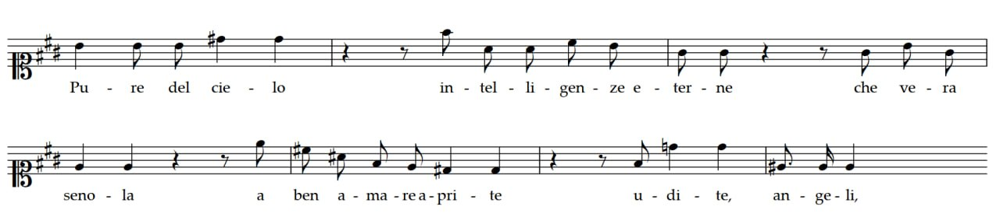 Pu - re del cie - lo in - tel - li - gen - ze e - ter - ne che ve - ra
seno - la a ben a - ma - re a - pri - te u - di - te, an - ge - li,